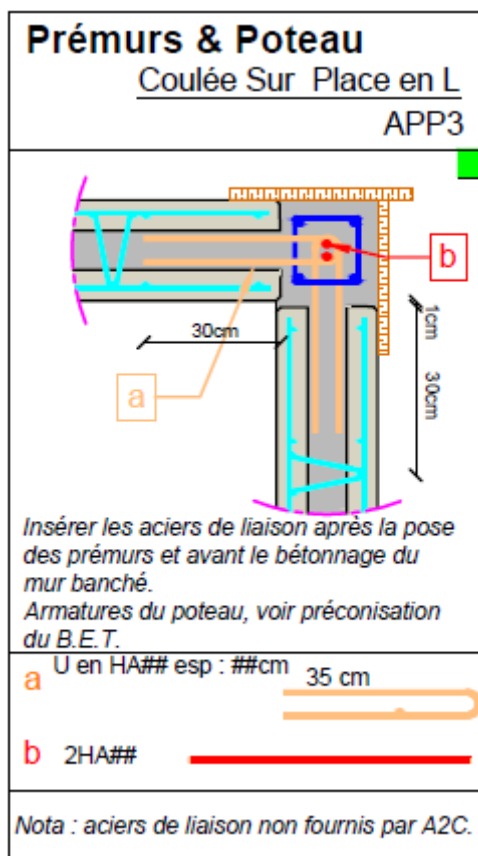 Prémurs & Poteau
Coulée Sur Place en L
APP3
b
30cm
1cm
30cm
a
Insérer les aciers de liaison après la pose
des prémurs et avant le bétonnage du
mur banché.
Armatures du poteau, voir préconisation
du B.E.T.
a U en HA## esp : ##cm 35 cm
b 2HA##
Nota : aciers de liaison non fournis par A2C.